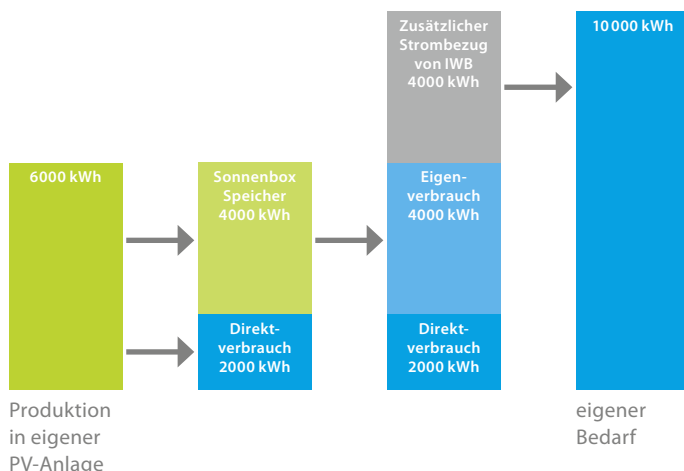 6000 kWh
Produktion
in eigener
PV-Anlage
Sonnenbox
Speicher
4000 kWh
Direkt-
verbrauch
2000 kWh
Zusätzlicher
Strombezug
von IWB
4000 kWh
Eigen-
verbrauch
4000 kWh
Direkt-
verbrauch
2000 kWh
10 000 kWh
eigener
Bedarf